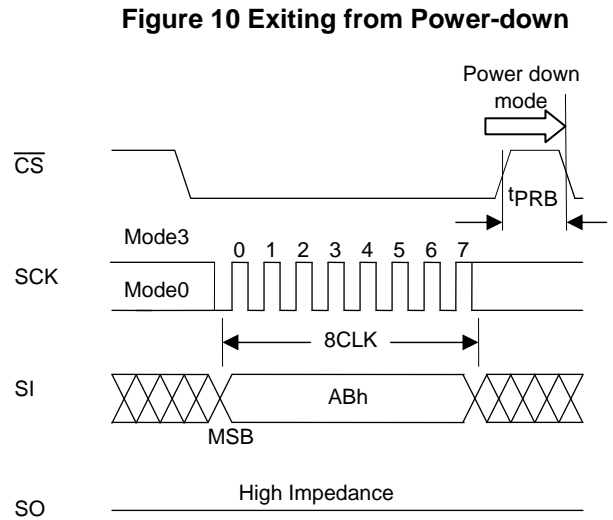 Figure 10 Exiting from Power-down
Power down
mode
CS
tPRB
Mode3
0 1 2 3 4 5 6 7
SCK
Mode0
8CLK
SI
ABh
MSB
High Impedance
SO